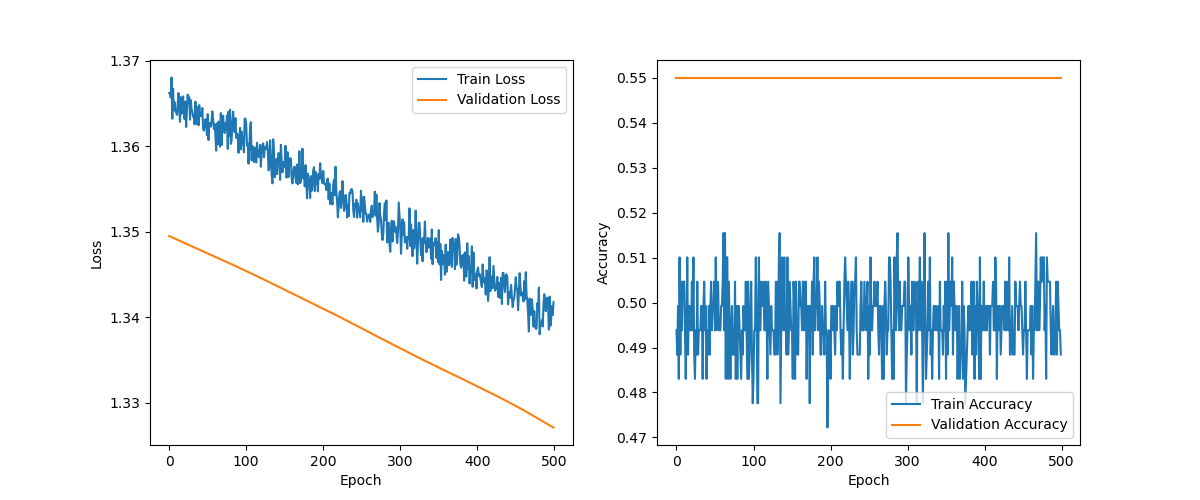 1.37
1.36
1.35
1.34
1.33
Loss
0 100 200 300 400 500
Epoch
Train Loss
Validation Loss
0.55
0.54
0.53
0.52
0.51
0.50
0.49
0.48
0.47
Accuracy
0 100 200 300 400 500
Epoch
Train Accuracy
Validation Accuracy